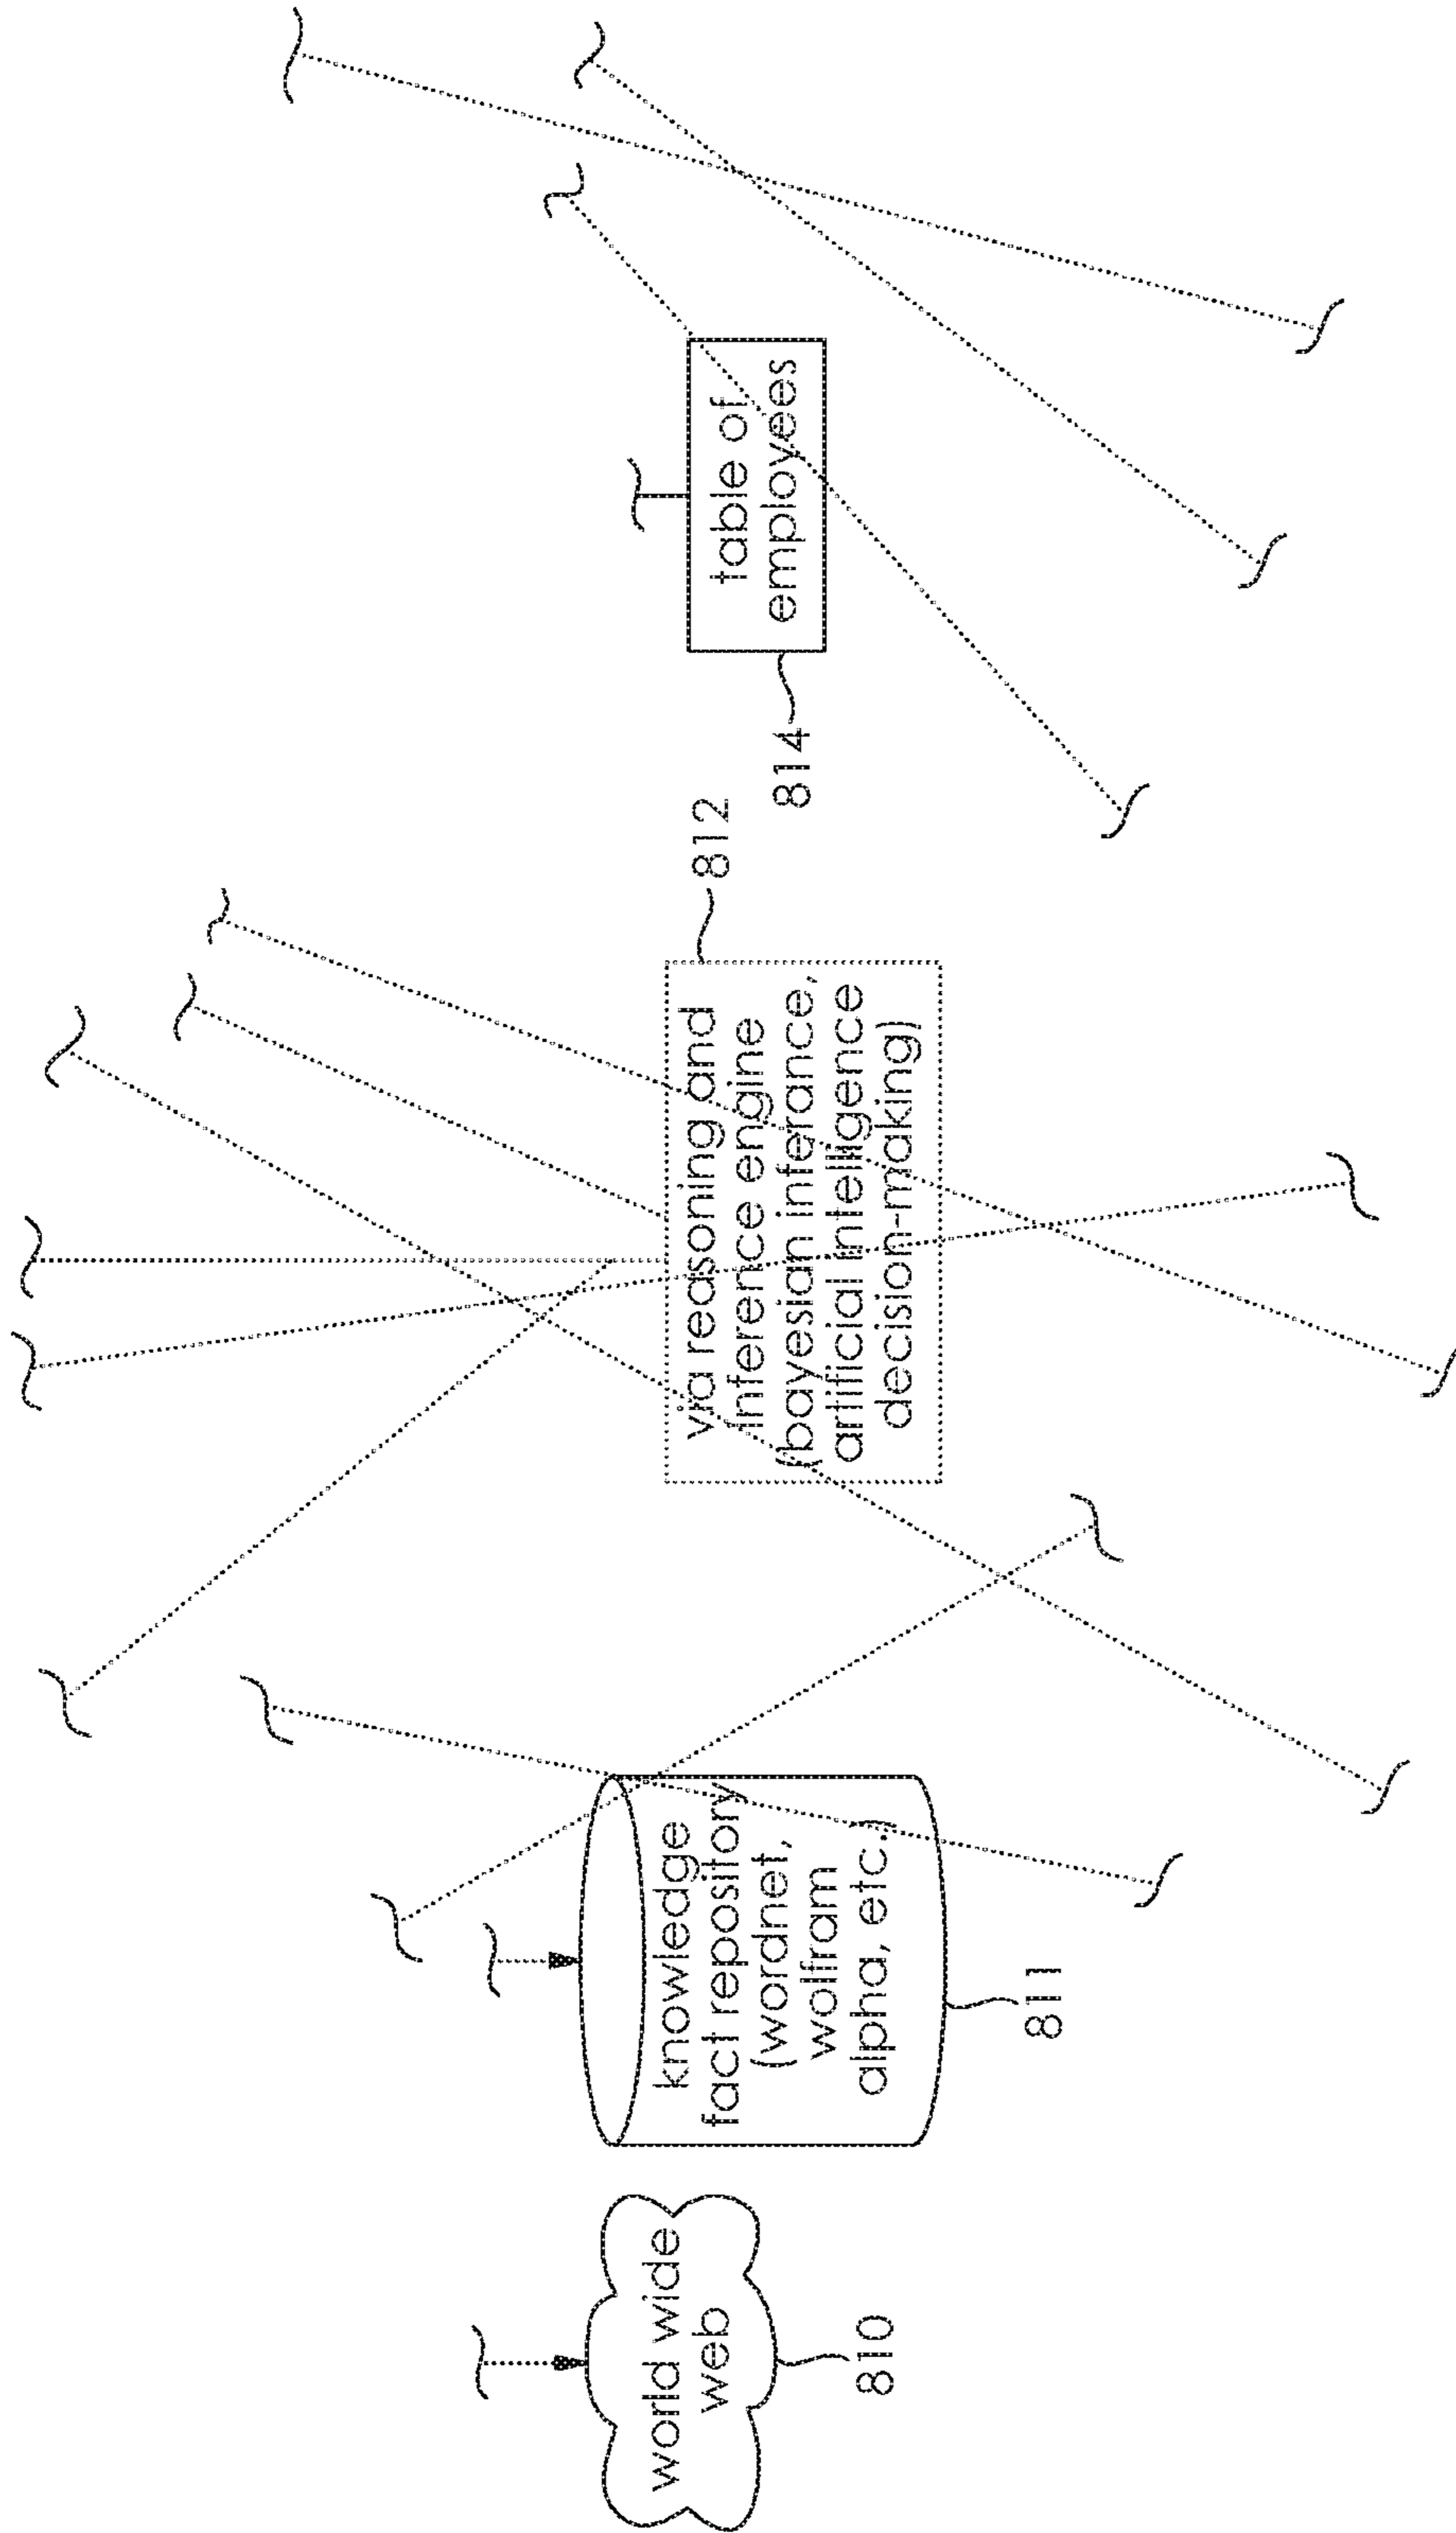 world wide
web
810
knowledge
fact repository
(wordnet,
wolfram
alpha, etc.)
811
via reasoning and
inference engine
(bayesian inferance,
artificial intelligence
decision-making)
812
table of
employees
814